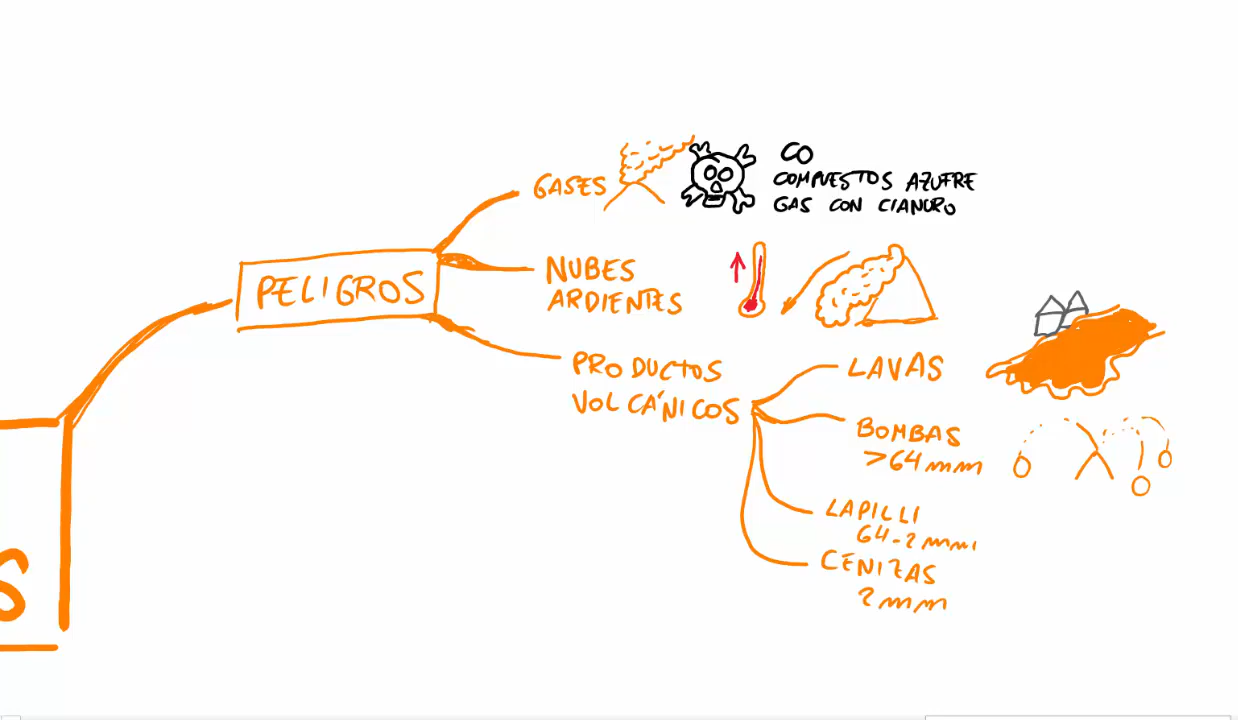 PELIGROS
GASES
CO
COMPUESTOS AZUFRE
GAS CON CIANURO
NUBES
ARDIENTES
PRODUCTOS
VOLCÁNICOS
LAVAS
BOMBAS
>64mm
LAPILLI
64-2mm
CENIZAS
2mm
S